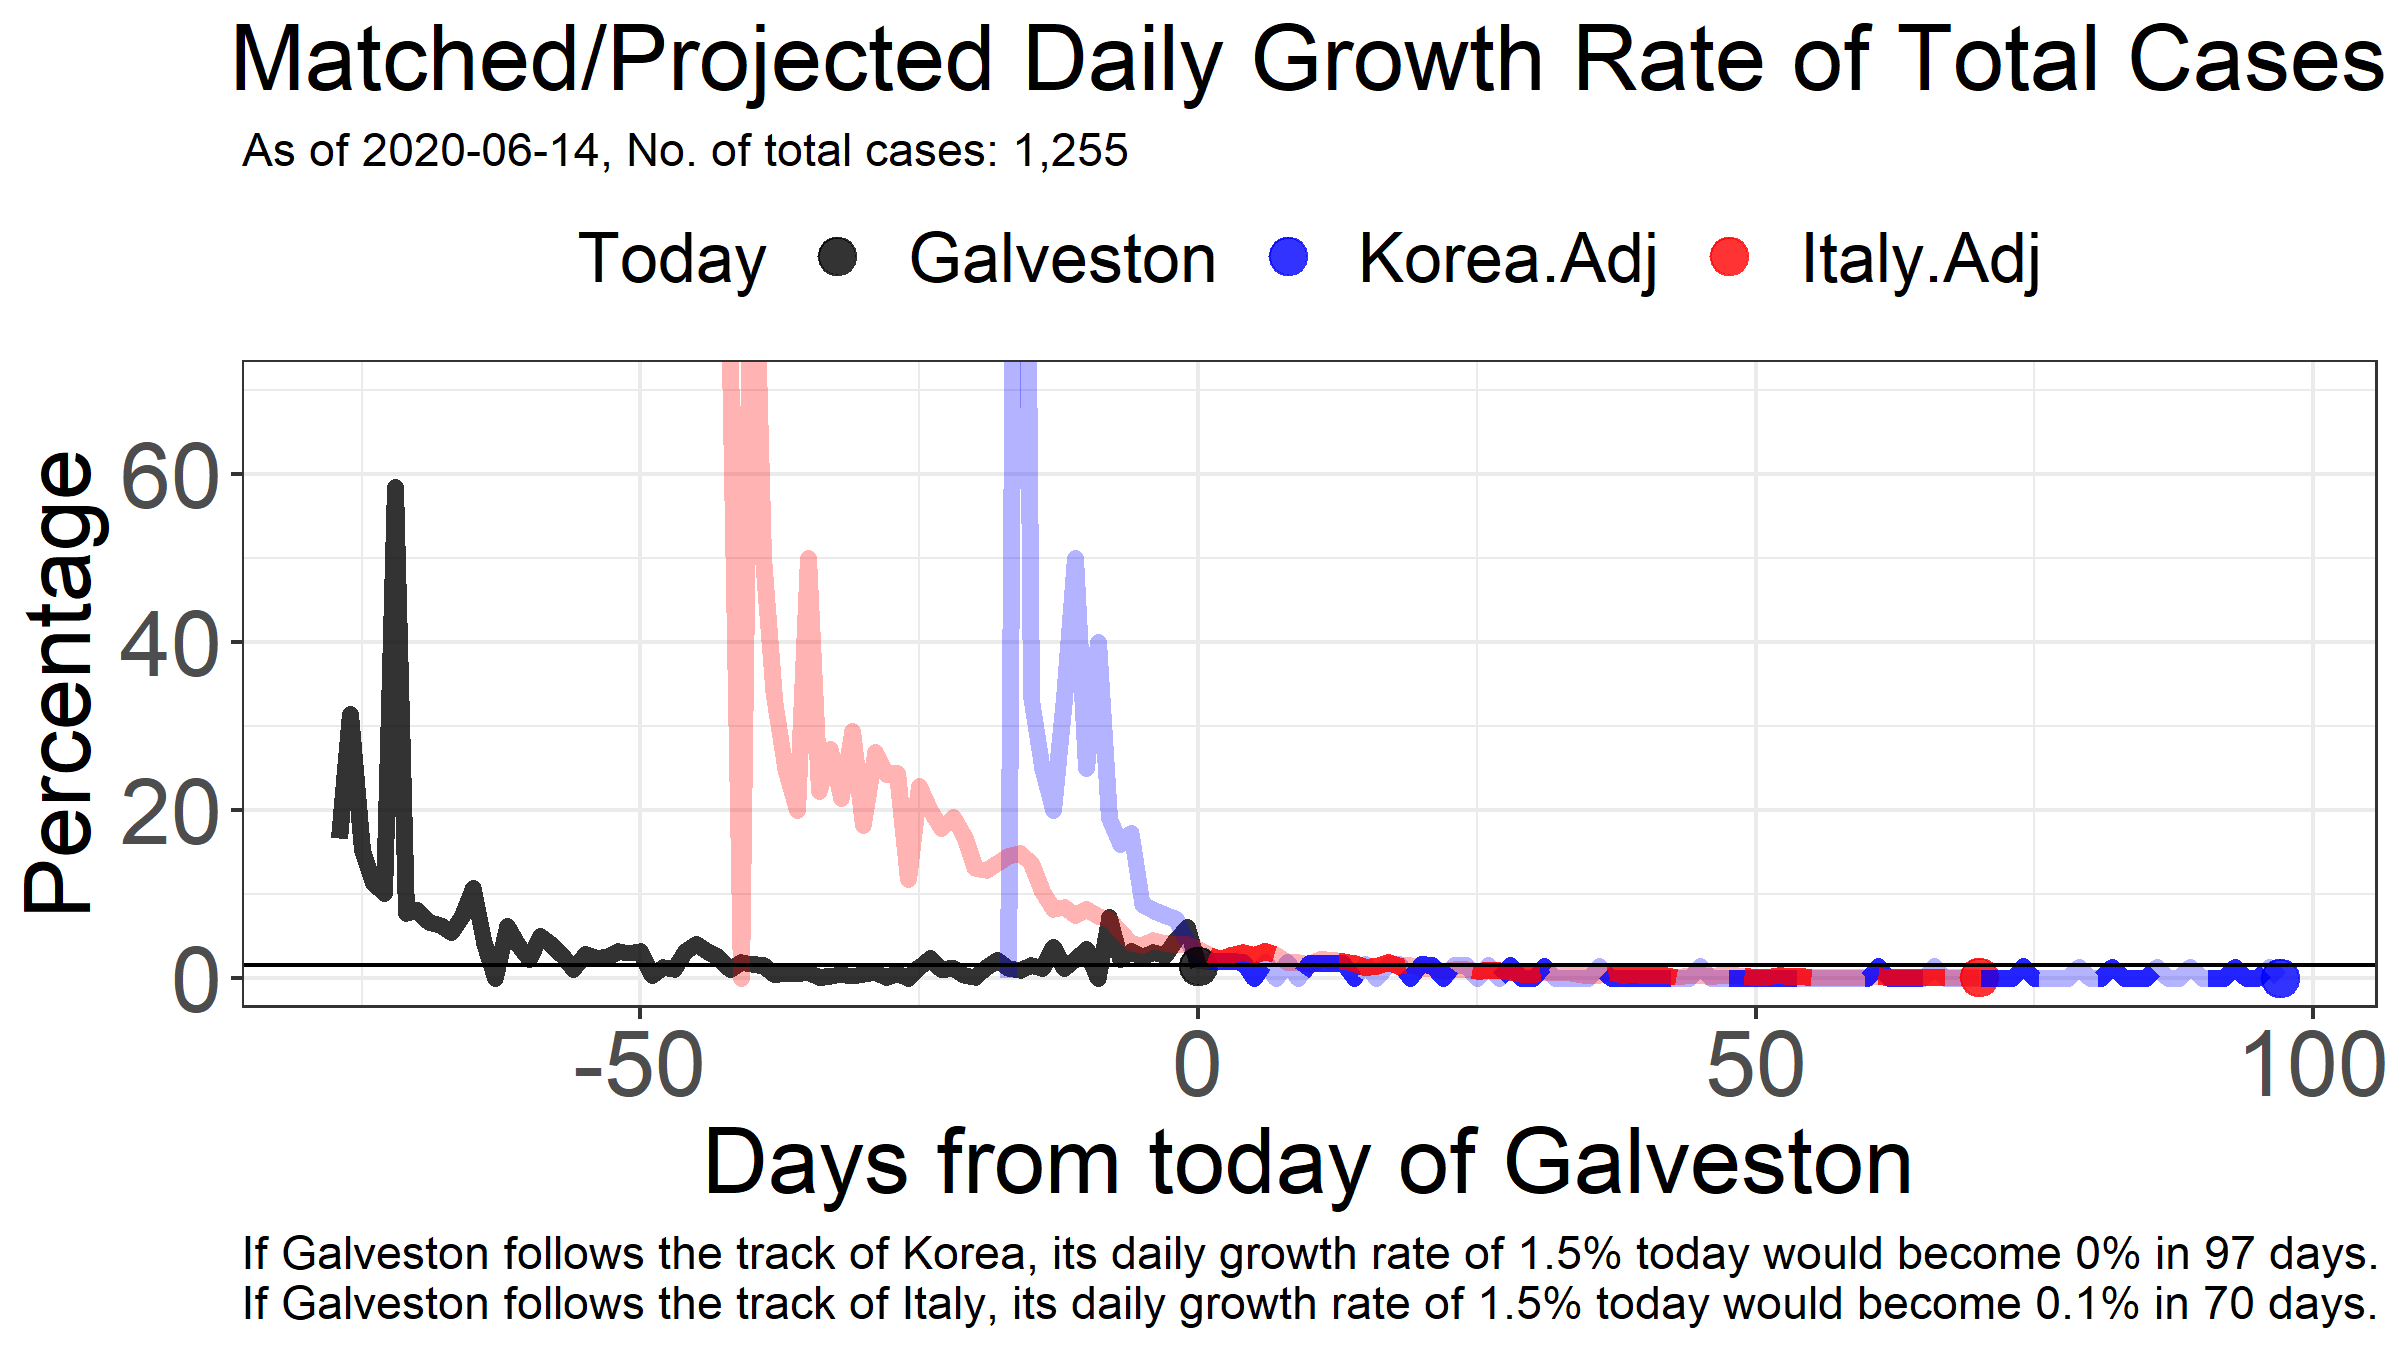 Matched/Projected Daily Growth Rate of Total Cases
As of 2020-06-14, No. of total cases: 1,255
Today Galveston Korea.Adj Italy.Adj
Percentage
60
40
20
0
-50 0 50 100
Days from today of Galveston
If Galveston follows the track of Korea, its daily growth rate of 1.5% today would become 0% in 97 days.
If Galveston follows the track of Italy, its daily growth rate of 1.5% today would become 0.1% in 70 days.